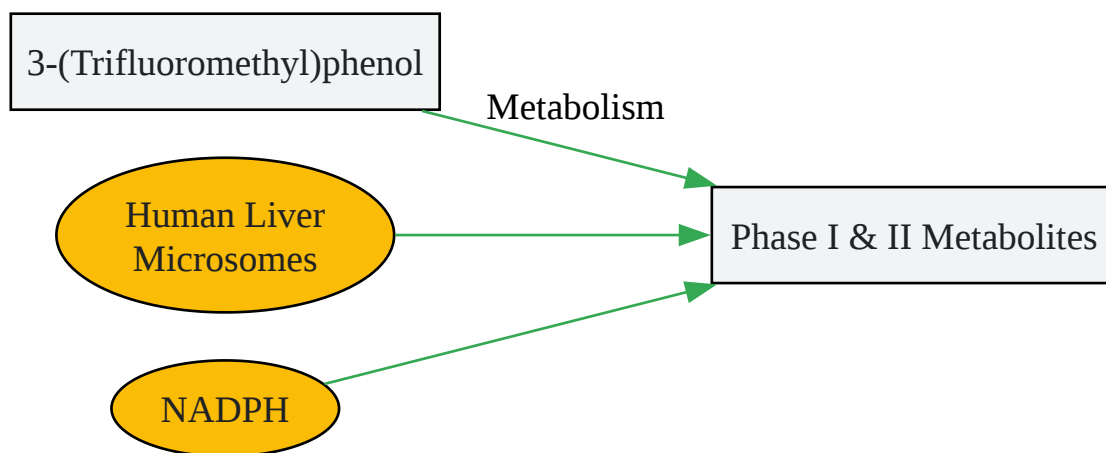 3-(Trifluoromethyl)phenol
Metabolism
Human Liver
Microsomes
Phase I & II Metabolites
NADPH